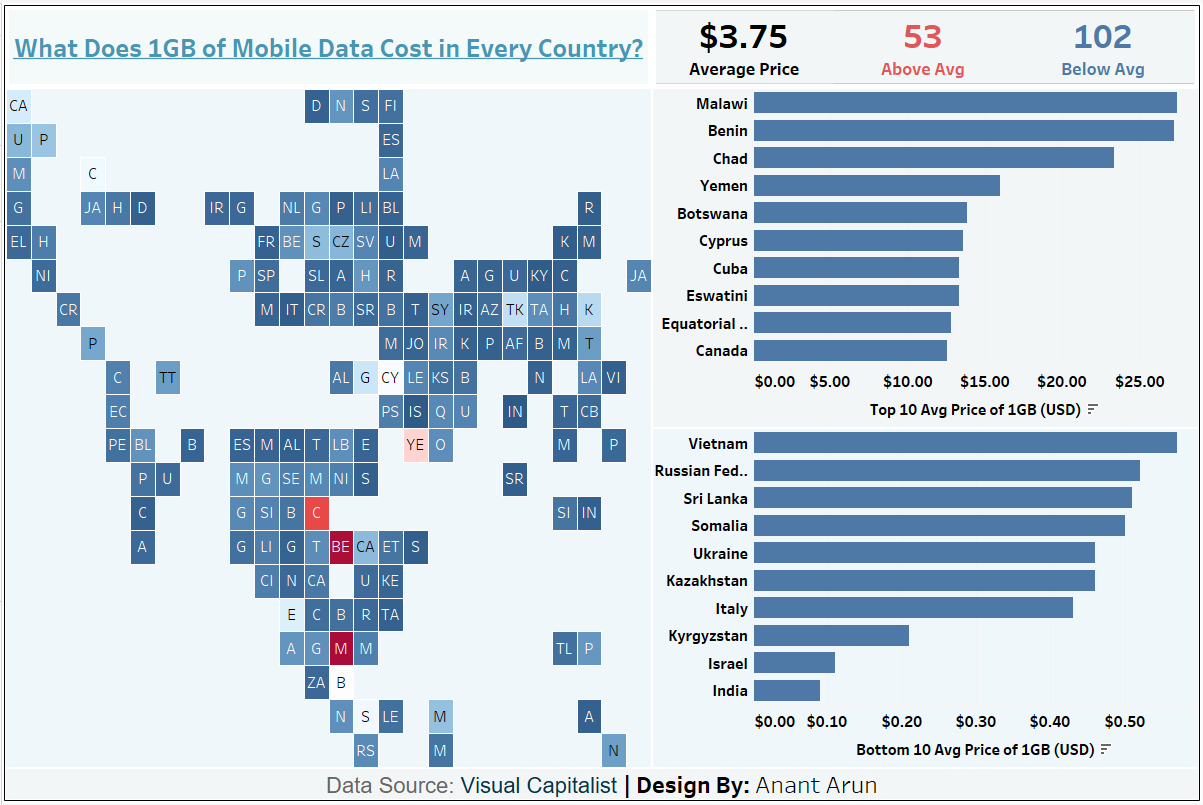 What Does 1GB of Mobile Data Cost in Every Country?
$3.75 53 102
Average Price Above Avg Below Avg
CA D N S FI
U P ES
M C LA
G JA H D IR G NL G P LI BL R
EL H FR BE S CZ SV U M K M
NI P SP SL A H R A G U KY C JA
CR M IT CR B SR B T SY IR AZ TK TA H K
P M JO IR K P AF B M T
C TT AL G CY LE KS B N LA VI
EC PS IS Q U IN T CB
PE BL B ES M AL T LB E YE O M P
P U M G SE M NI S SR
C G SI B C SI IN
A G LI G T BE CA ET S
CI N CA U KE
E C B R TA
A G M M TL P
ZA B
N S LE M A
RS M N
Malawi
Benin
Chad
Yemen
Botswana
Cyprus
Cuba
Eswatini
Equatorial ..
Canada
$0.00 $5.00 $10.00 $15.00 $20.00 $25.00
Top 10 Avg Price of 1GB (USD)
Vietnam
Russian Fed..
Sri Lanka
Somalia
Ukraine
Kazakhstan
Italy
Kyrgyzstan
Israel
India
$0.00 $0.10 $0.20 $0.30 $0.40 $0.50
Bottom 10 Avg Price of 1GB (USD)
Data Source: Visual Capitalist | Design By: Anant Arun